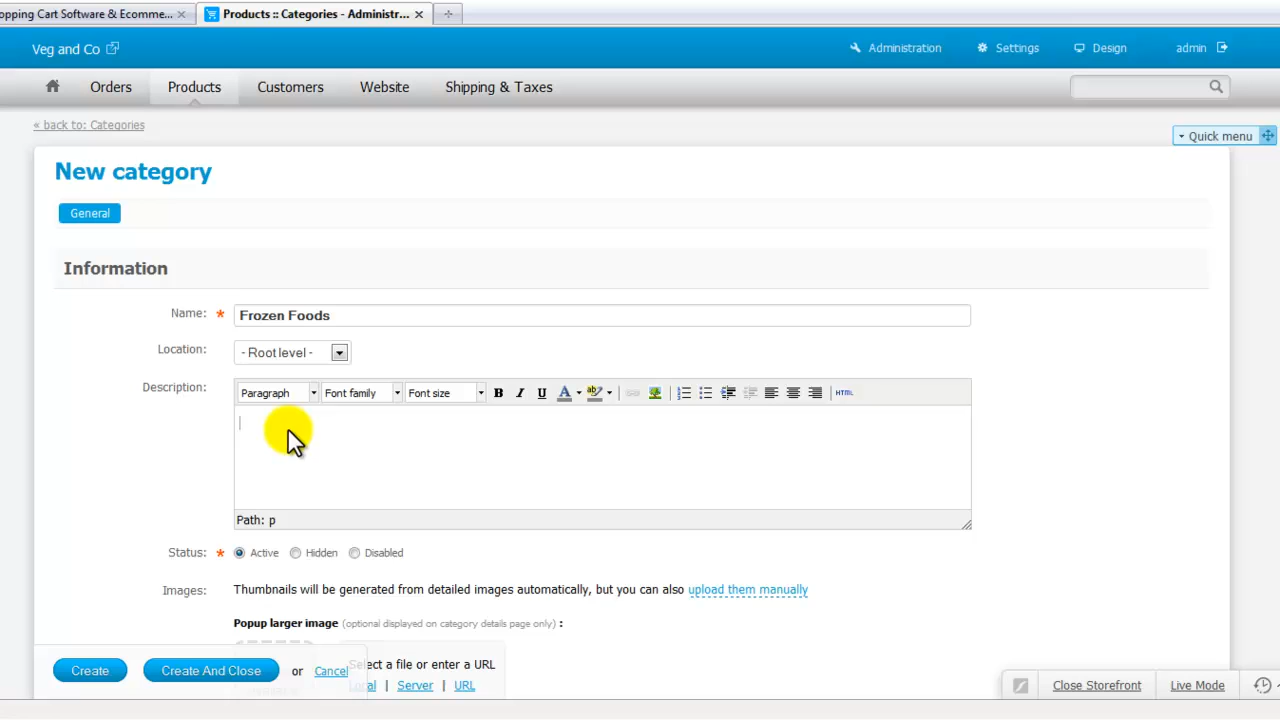 opping Cart Software & Ecomme...
Products :: Categories - Administr...
Veg and Co
Administration
Settings
Design
admin
Orders
Products
Customers
Website
Shipping & Taxes
« back to: Categories
Quick menu
New category
General
Information
Name: * Frozen Foods
Location: - Root level -
Description:
Paragraph Font family Font size B I U A ab HTML
Path: p
Status: * Active Hidden Disabled
Images: Thumbnails will be generated from detailed images automatically, but you can also upload them manually
Popup larger image (optional displayed on category details page only) :
Select a file or enter a URL
Create Create And Close or Cancel
Server | URL
Close Storefront
Live Mode